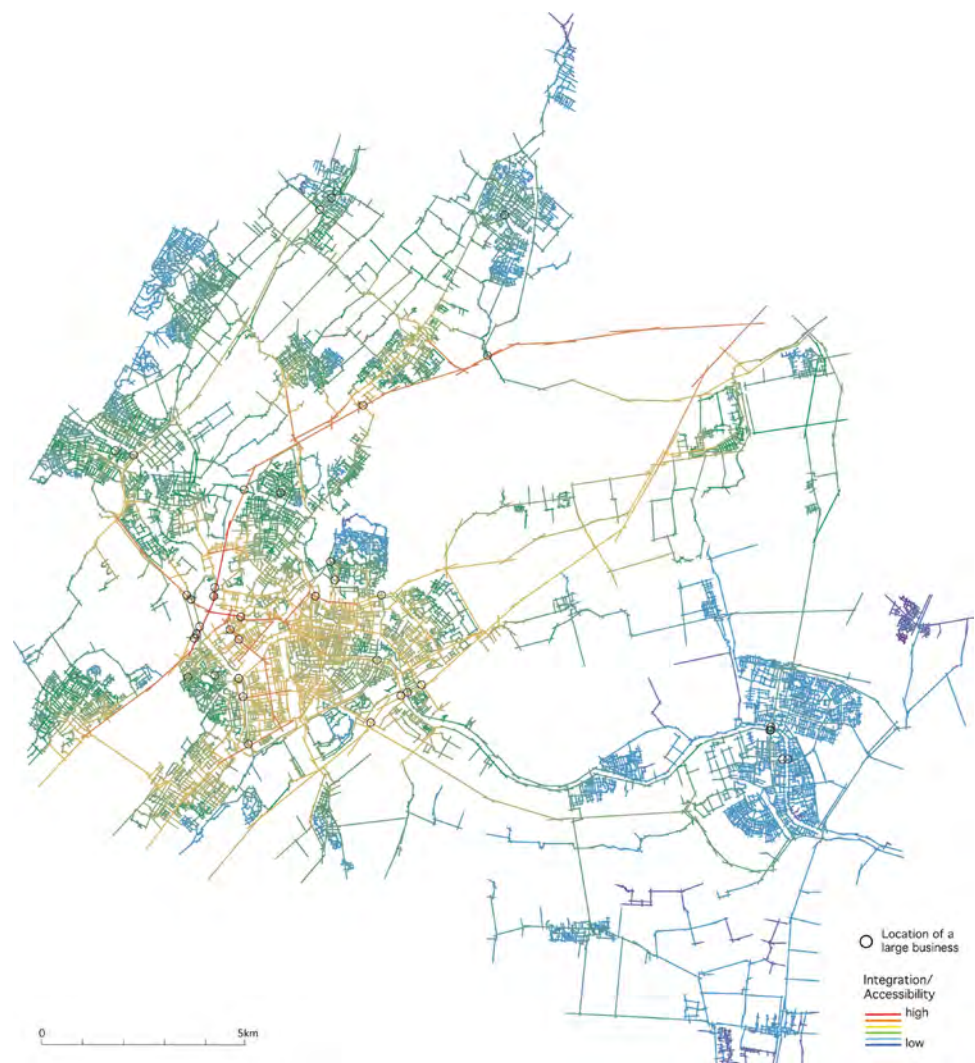 Location of a
large business
Integration/
Accessibility
high
low
0
5km